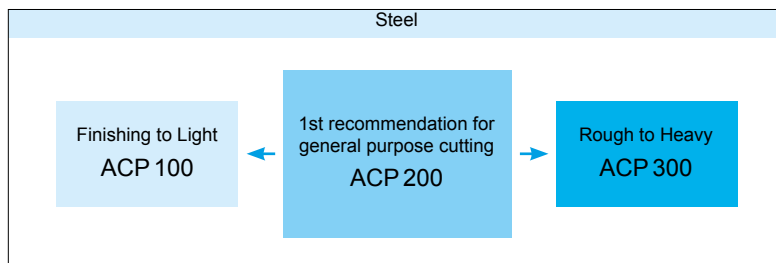 Steel
Finishing to Light
ACP 100
1st recommendation for
general purpose cutting
ACP 200
Rough to Heavy
ACP 300